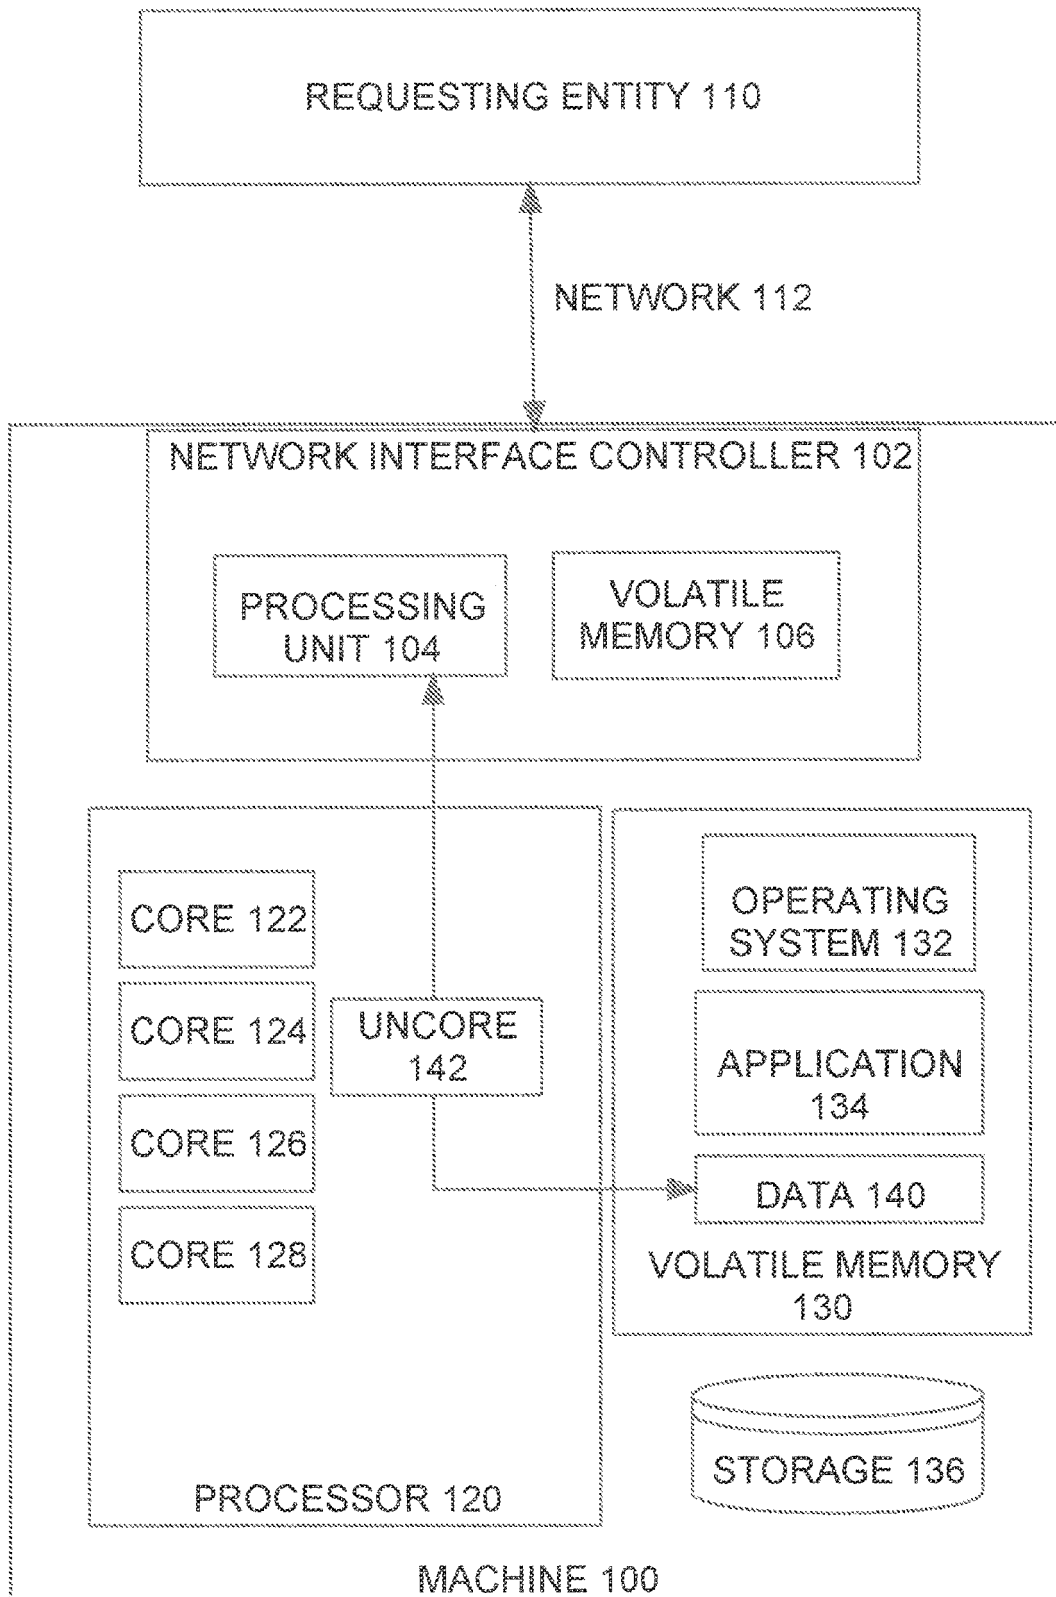 REQUESTING ENTITY 110
NETWORK 112
NETWORK INTERFACE CONTROLLER 102
PROCESSING
UNIT 104
VOLATILE
MEMORY 106
CORE 122
CORE 124
CORE 126
CORE 128
UNCORE
142
PROCESSOR 120
OPERATING
SYSTEM 132
APPLICATION
134
DATA 140
VOLATILE MEMORY
130
STORAGE 136
MACHINE 100